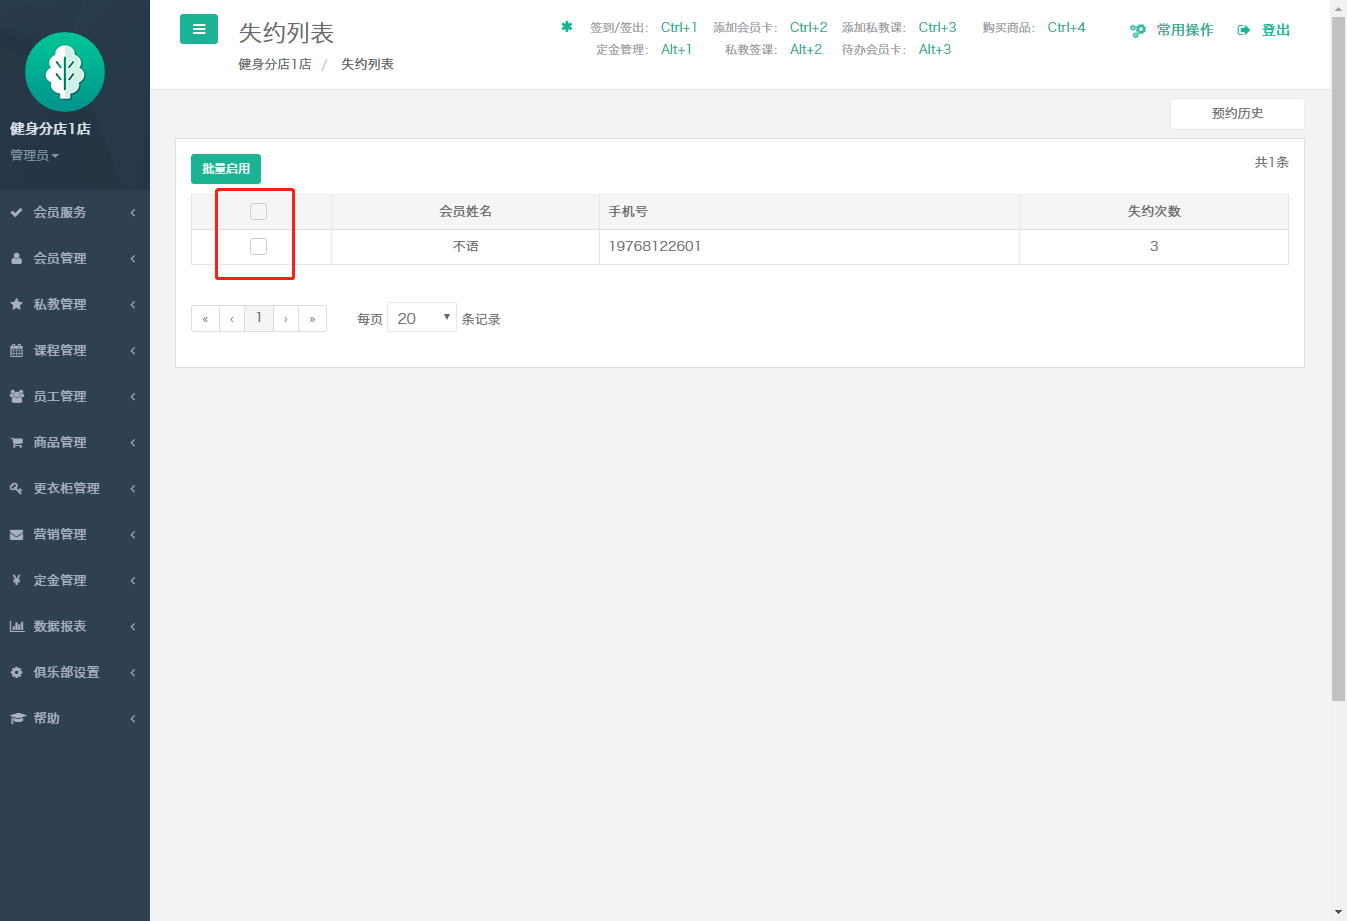 健身分店1店
管理员
会员服务
会员管理
私教管理
课程管理
员工管理
商品管理
更衣柜管理
营销管理
定金管理
数据报表
俱乐部设置
帮助
失约列表
健身分店1店 / 失约列表
签到/签出: Ctrl+1 添加会员卡: Ctrl+2 添加私教课: Ctrl+3 购买商品: Ctrl+4
定金管理: Alt+1 私教签课: Alt+2 待办会员卡: Alt+3
常用操作 登出
预约历史
批量启用
共1条
会员姓名 手机号 失约次数
不语 19768122601 3
« ‹ 1 › » 每页 20 条记录